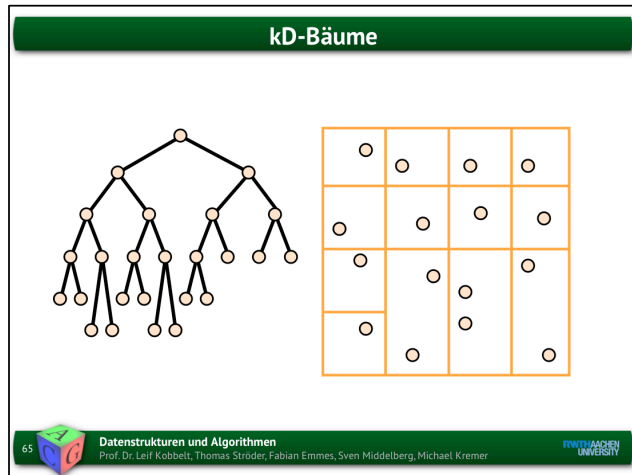 kD-Bäume
65
A
C
G
Datenstrukturen und Algorithmen
Prof. Dr. Leif Kobbelt, Thomas Ströder, Fabian Emmes, Sven Middelberg, Michael Kremer
RWTHAACHEN
UNIVERSITY